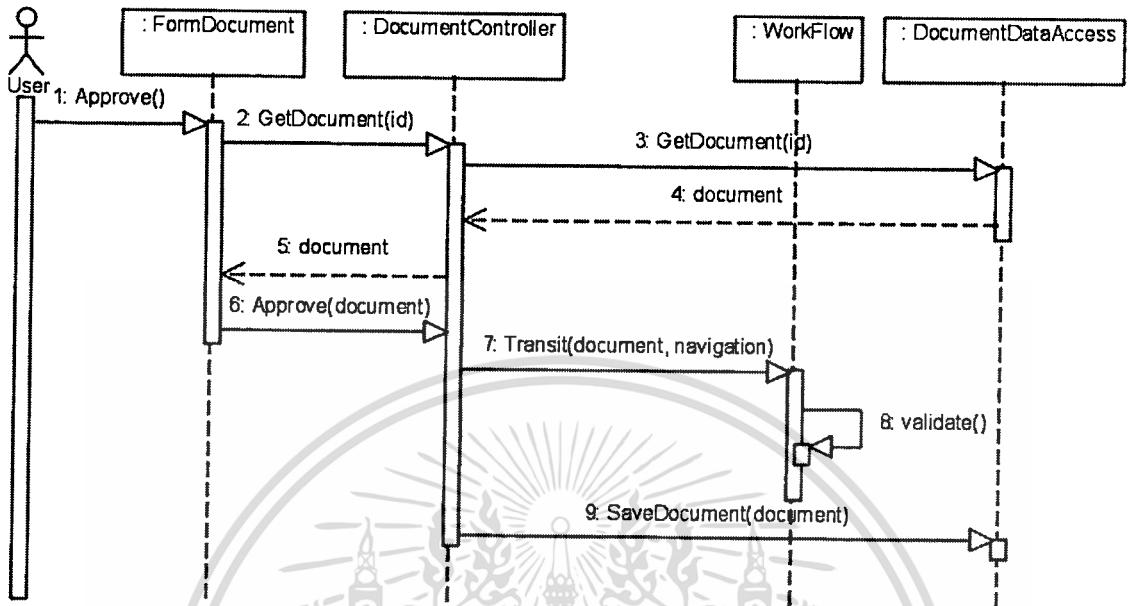 : FormDocument
: DocumentController
: WorkFlow
: DocumentDataAccess
User
1: Approve()
2: GetDocument(id)
3: GetDocument(id)
4: document
5: document
6: Approve(document)
7: Transit(document, navigation)
8: validate()
9: SaveDocument(document)